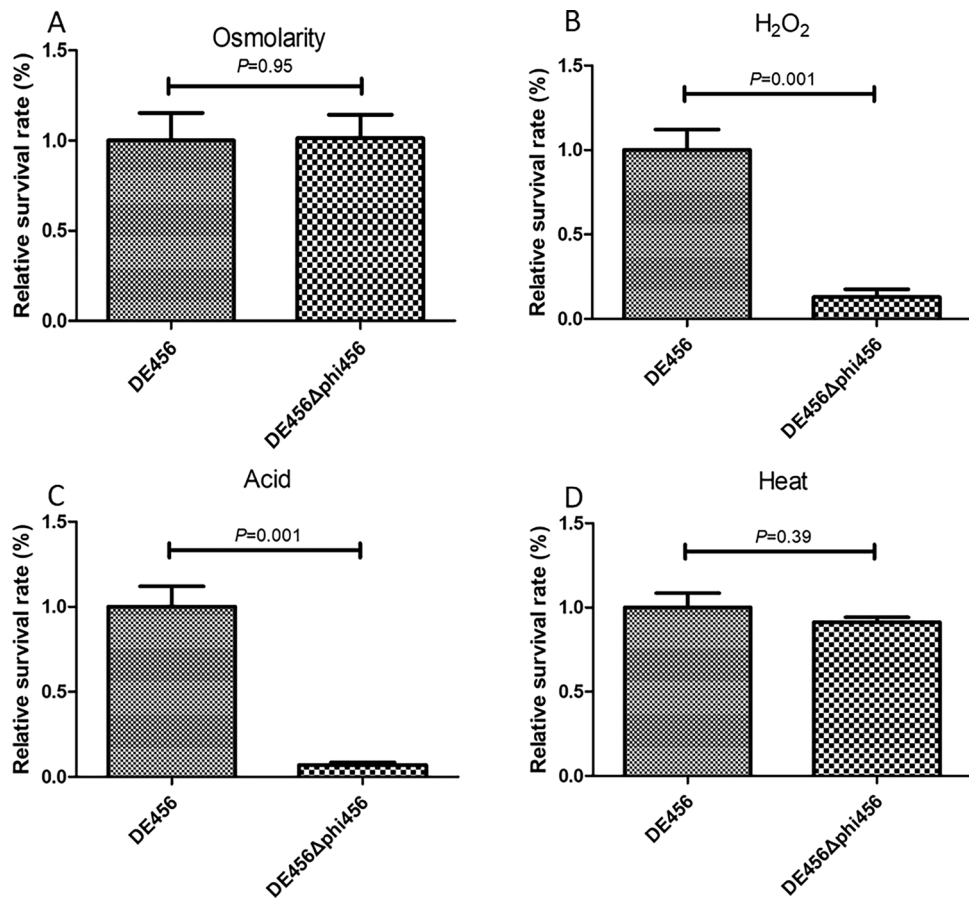 A
Osmolarity
Relative survival rate (%)
1.5
1.0
0.5
0.0
P=0.95
DE456
DE456Δphi456
B
H₂O₂
Relative survival rate (%)
1.5
1.0
0.5
0.0
P=0.001
DE456
DE456Δphi456
C
Acid
Relative survival rate (%)
1.5
1.0
0.5
0.0
P=0.001
DE456
DE456Δphi456
D
Heat
Relative survival rate (%)
1.5
1.0
0.5
0.0
P=0.39
DE456
DE456Δphi456